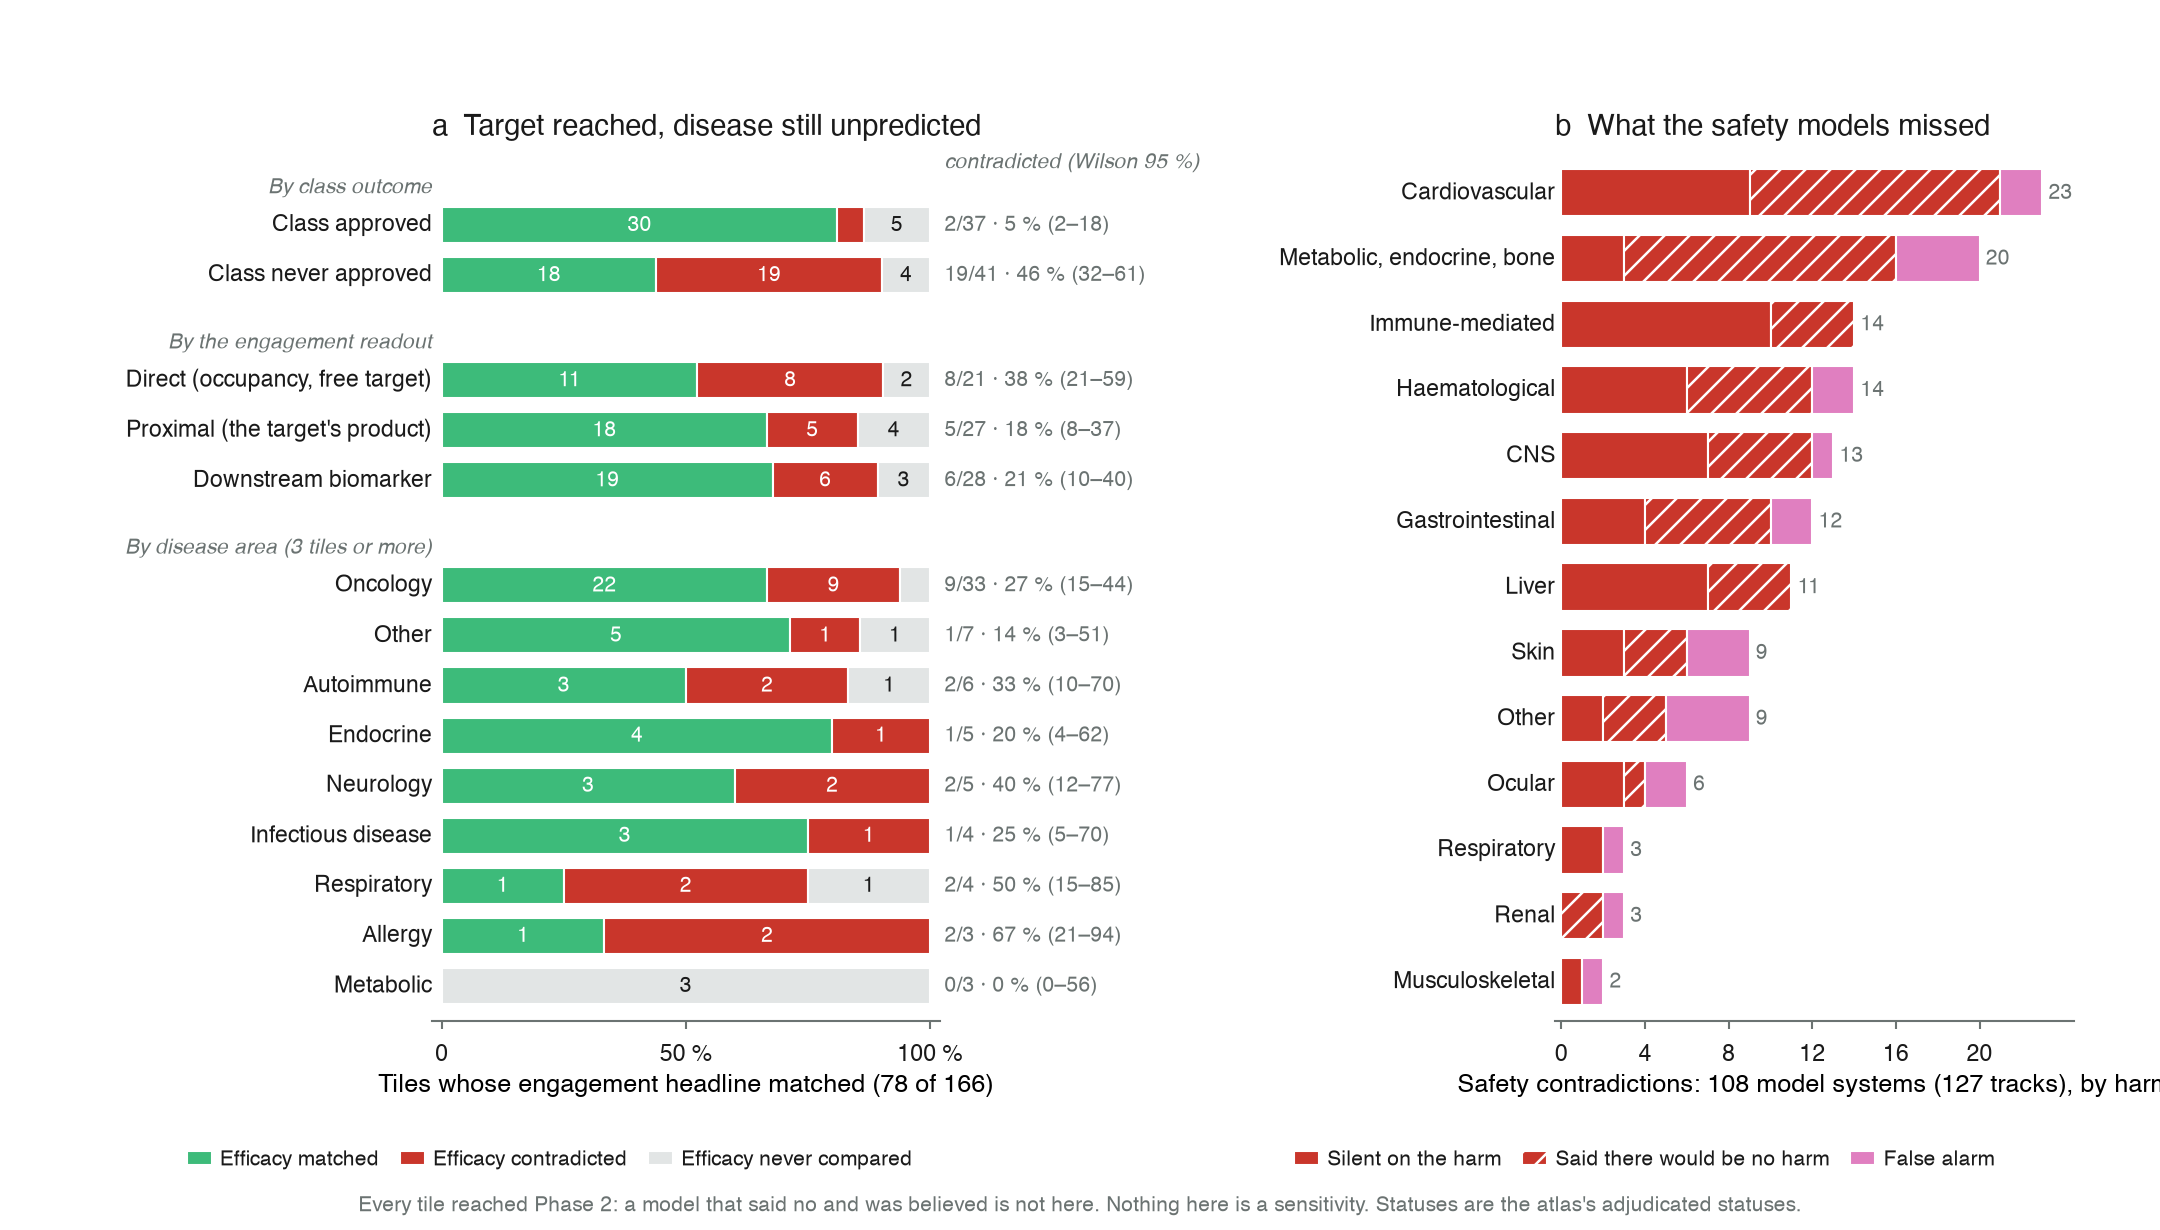 a Target reached, disease still unpredicted
contradicted (Wilson 95 %)
By class outcome
Class approved 30 5 2/37 · 5 % (2–18)
Class never approved 18 19 4 19/41 · 46 % (32–61)
By the engagement readout
Direct (occupancy, free target) 11 8 2 8/21 · 38 % (21–59)
Proximal (the target's product) 18 5 4 5/27 · 18 % (8–37)
Downstream biomarker 19 6 3 6/28 · 21 % (10–40)
By disease area (3 tiles or more)
Oncology 22 9 9/33 · 27 % (15–44)
Other 5 1 1 1/7 · 14 % (3–51)
Autoimmune 3 2 1 2/6 · 33 % (10–70)
Endocrine 4 1 1/5 · 20 % (4–62)
Neurology 3 2 2/5 · 40 % (12–77)
Infectious disease 3 1 1/4 · 25 % (5–70)
Respiratory 1 2 1 2/4 · 50 % (15–85)
Allergy 1 2 2/3 · 67 % (21–94)
Metabolic 3 0/3 · 0 % (0–56)
0 50 % 100 %
Tiles whose engagement headline matched (78 of 166)
Efficacy matched Efficacy contradicted Efficacy never compared
b What the safety models missed
Cardiovascular 23
Metabolic, endocrine, bone 20
Immune-mediated 14
Haematological 14
CNS 13
Gastrointestinal 12
Liver 11
Skin 9
Other 9
Ocular 6
Respiratory 3
Renal 3
Musculoskeletal 2
0 4 8 12 16 20
Safety contradictions: 108 model systems (127 tracks), by
Silent on the harm Said there would be no harm False alarm
Every tile reached Phase 2: a model that said no and was believed is not here. Nothing here is a sensitivity. Statuses are the atlas's adjudicated statuses.